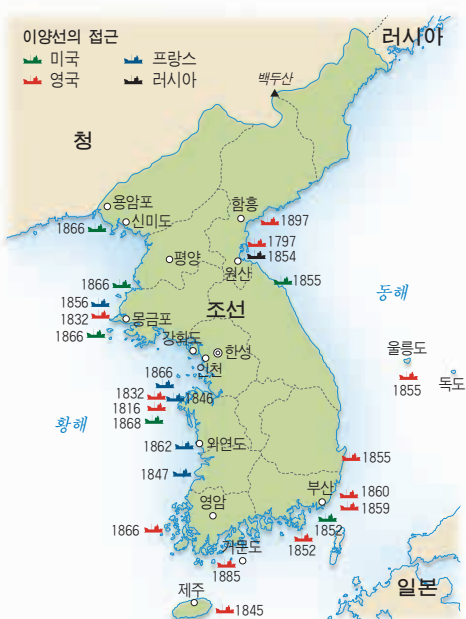 이양선의 접근
미국 프랑스
영국 러시아
러시아
백두산
청
용암포
신미도
1866
함흥
1897
1797
1854
원산
평양
1855
1866
동해
1856
1832
몽금포
1866
조선
강화도
한성
인천
울릉도
1855
독도
1866
1832
1846
1816
1868
황해
1862
외연도
1855
1847
부산
1860
1859
영암
1852
1866
1852
거문도
1885
일본
제주
1845